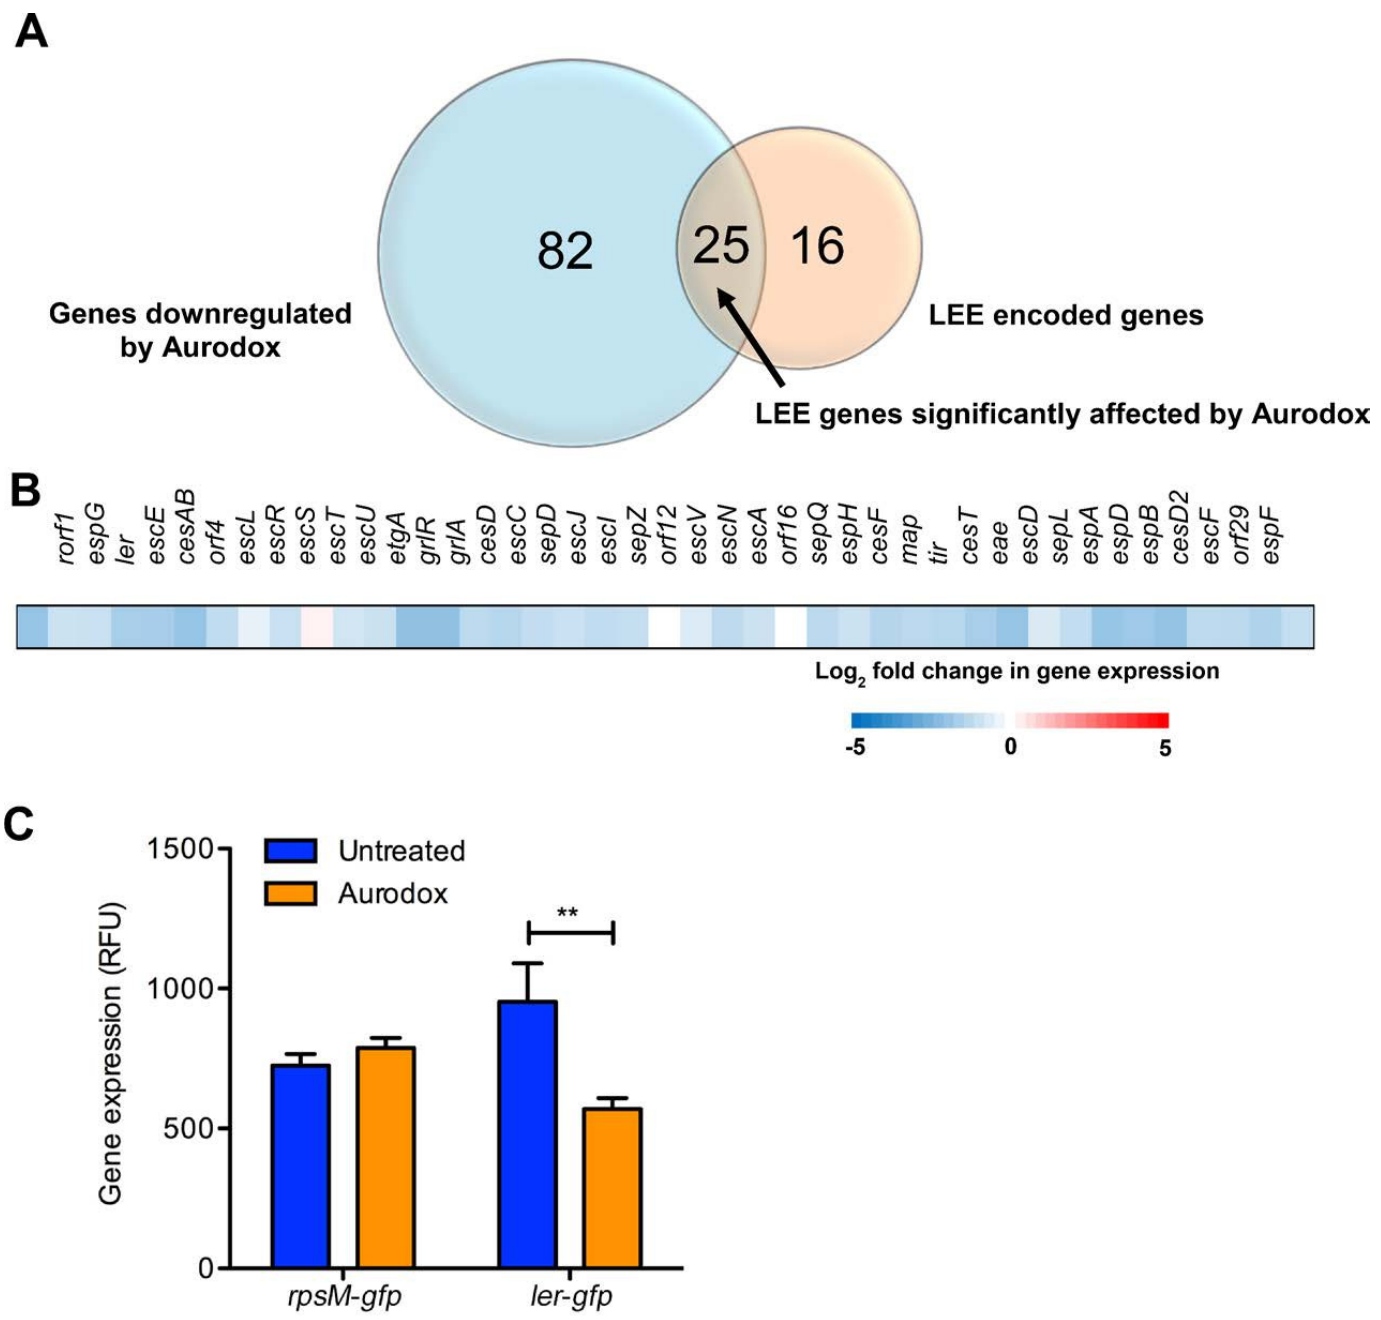 A
82
25
16
Genes downregulated
by Aurodox
LEE encoded genes
LEE genes significantly affected by Aurodox
B
rorf1 espG ler escE cesAB orf4 escL escR escS escT escU etgA grlR grlA cesD escC sepD escJ escI sepZ orf12 escV escN escA orf16 sepQ espH cesF map tir cesT eae escD sepL espA espD espB cesD2 escF orf29 espF
Log2 fold change in gene expression
-5 0 5
C
Gene expression (RFU)
1500
1000
500
0
Untreated
Aurodox
**
rpsM-gfp ler-gfp